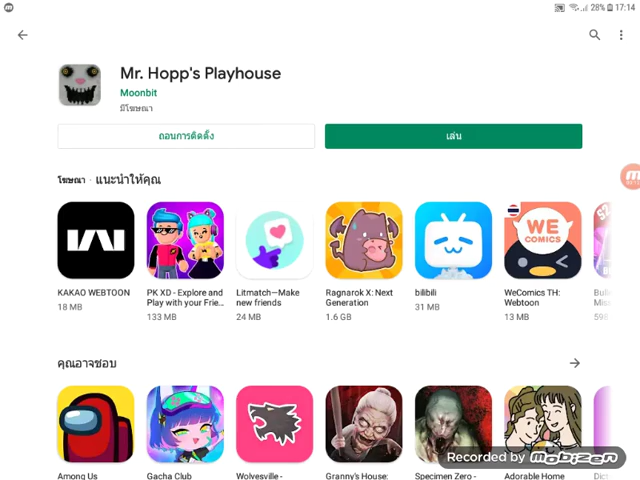 28% 17:14
Mr. Hopp's Playhouse
Moonbit
มีโฆษณา
ถอนการติดตั้ง
เล่น
โฆษณา · แนะนำให้คุณ
WE
COMICS
KAKAO WEBTOON
18 MB
PK XD - Explore and
Play with your Frie...
133 MB
Litmatch—Make
new friends
24 MB
Ragnarok X: Next
Generation
1.6 GB
bilibili
31 MB
WeComics TH:
Webtoon
13 MB
598
คุณอาจชอบ
Among Us
Gacha Club
Wolvesville -
Granny's House:
Specimen Zero -
Adorable Home
Recorded by
mobizen